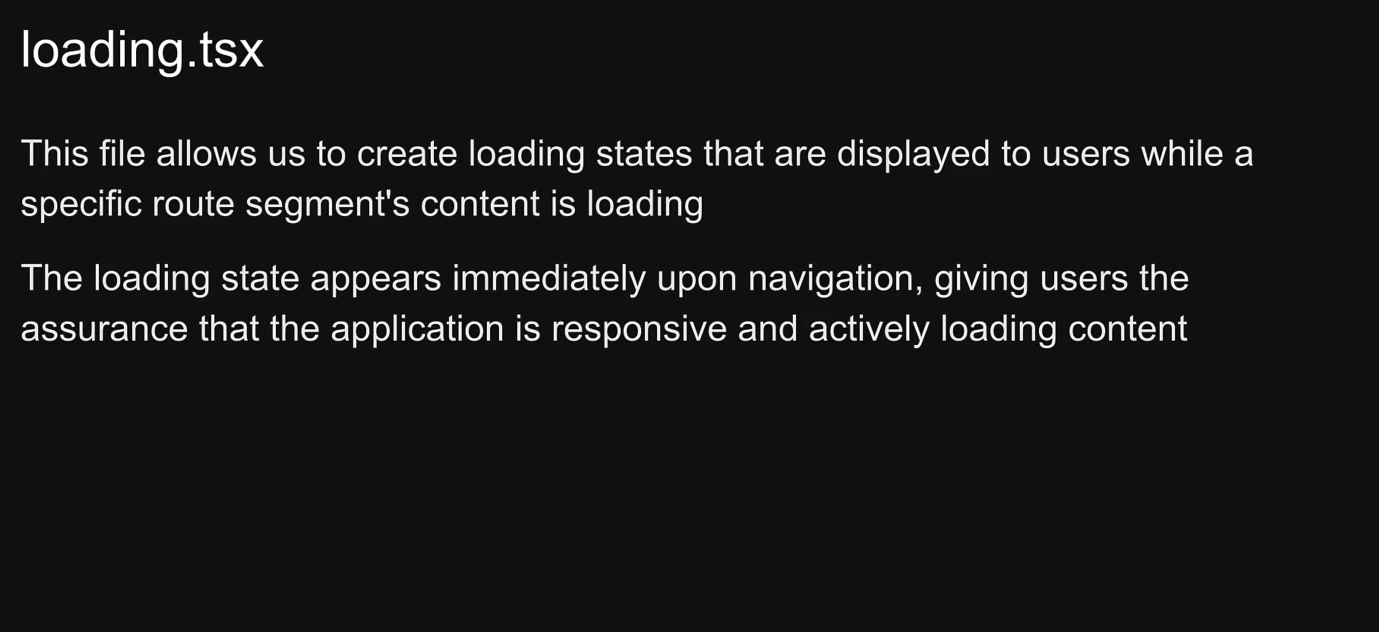 loading.tsx
This file allows us to create loading states that are displayed to users while a
specific route segment's content is loading
The loading state appears immediately upon navigation, giving users the
assurance that the application is responsive and actively loading content